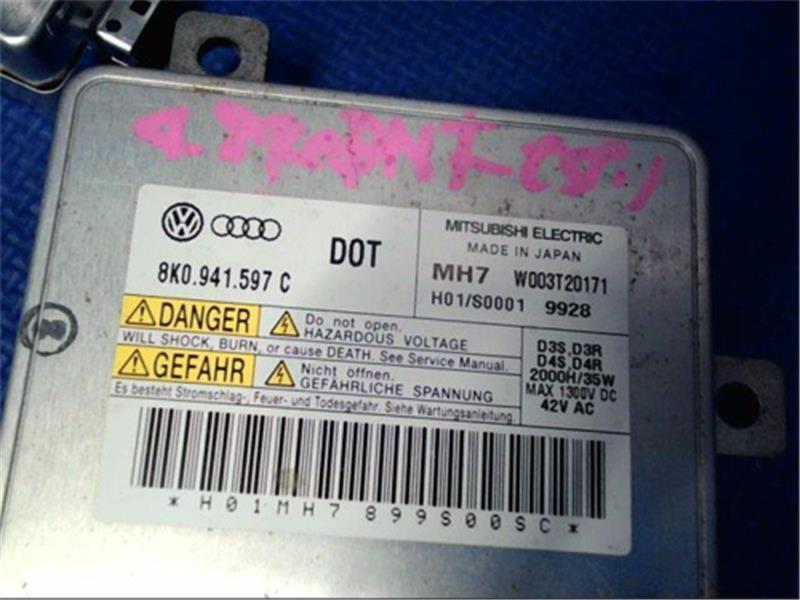 8K0.941.597 C
DOT
MITSUBISHI ELECTRIC
MADE IN JAPAN
MH7 W003T20171
H01/S0001 9928
DANGER
Do not open.
HAZARDOUS VOLTAGE
WILL SHOCK, BURN, or cause DEATH. See Service Manual.
GEFAHR
Nicht öffnen.
GEFÄHRLICHE SPANNUNG
Es besteht Stromschlag-, Feuer- und Todesgefahr. Siehe Wartungsanleitung.
D3S,D3R
D4S,D4R
2000H/35W
MAX 1300V DC
42V AC
*H01MH7899S00SC*